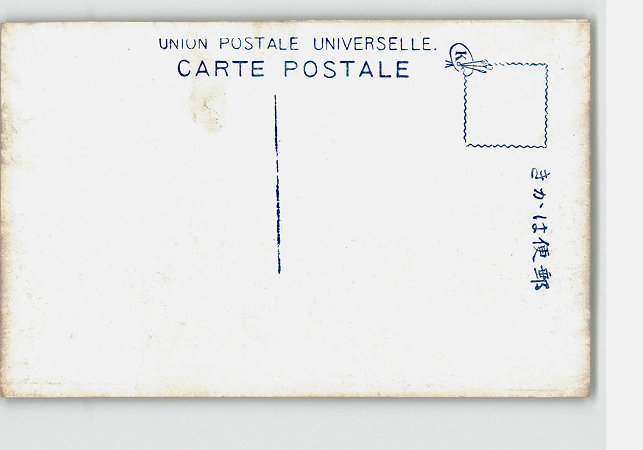 UNION POSTALE UNIVERSELLE.
CARTE POSTALE
K
郵便はかき